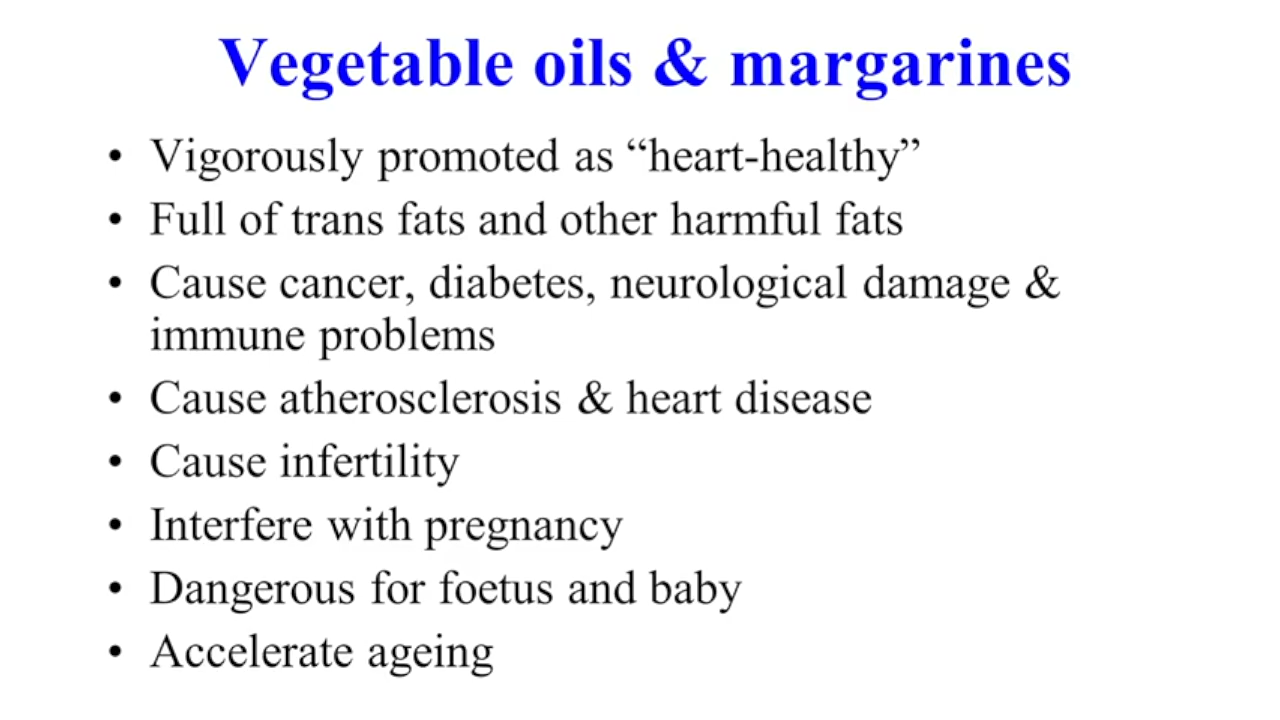 Vegetable oils & margarines
• Vigorously promoted as “heart-healthy”
• Full of trans fats and other harmful fats
• Cause cancer, diabetes, neurological damage &
immune problems
• Cause atherosclerosis & heart disease
• Cause infertility
• Interfere with pregnancy
• Dangerous for foetus and baby
• Accelerate ageing